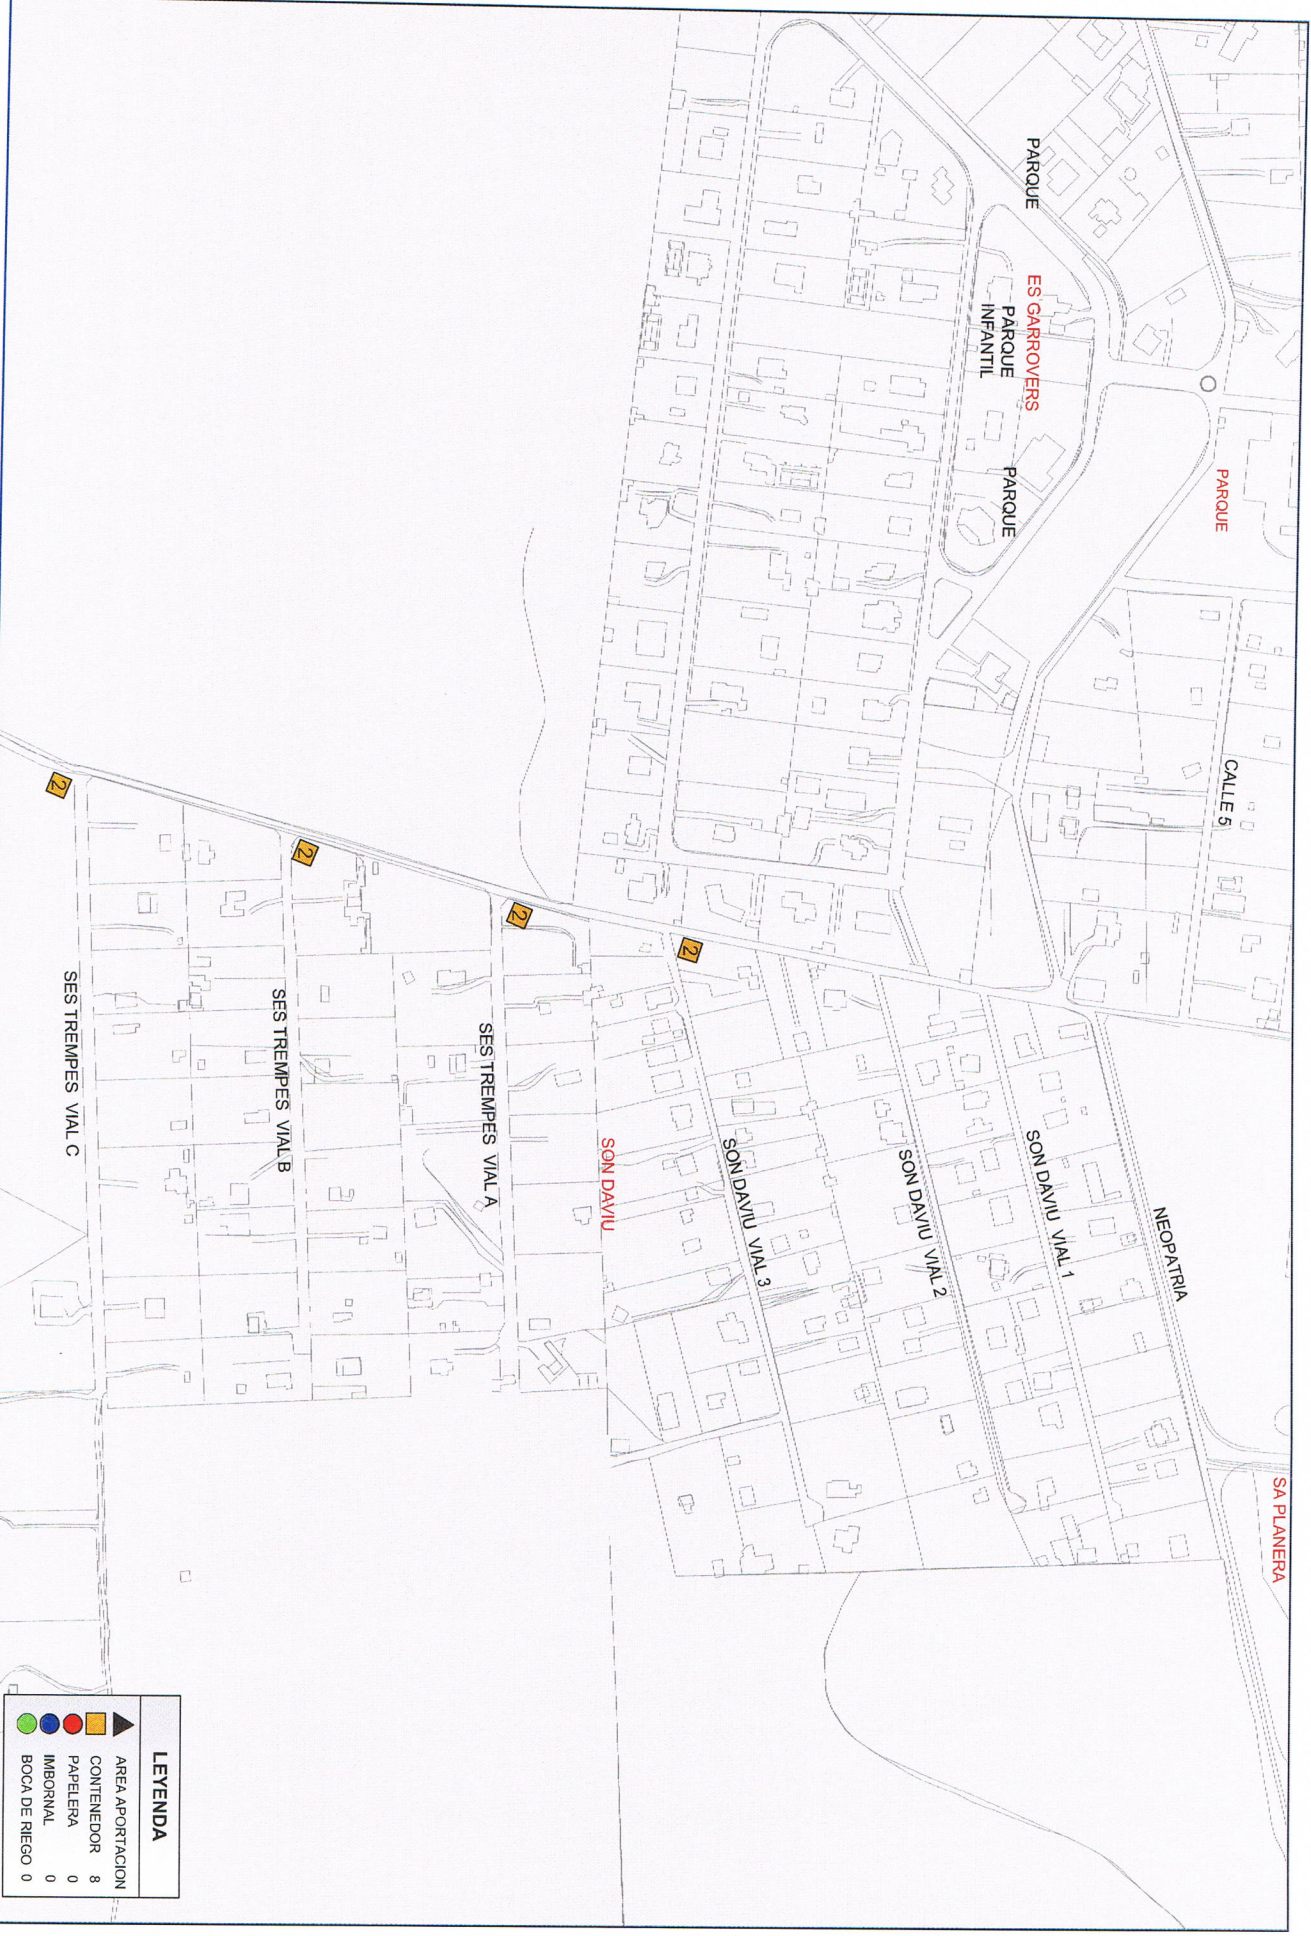 SA PLANERA
PARQUE
CALLE 5
NEOPATRIA
PARQUE
ES GARROVERS
PARQUE
INFANTIL
PARQUE
SON DAVIU VIAL 1
SON DAVIU VIAL 2
SON DAVIU VIAL 3
2
SON DAVIU
2
SES TREMPES VIAL A
2
SES TREMPES VIAL B
2
SES TREMPES VIAL C
LEYENDA
AREA APORTACION
CONTENEDOR 8
PAPELERA 0
IMBORNAL 0
BOCA DE RIEGO 0